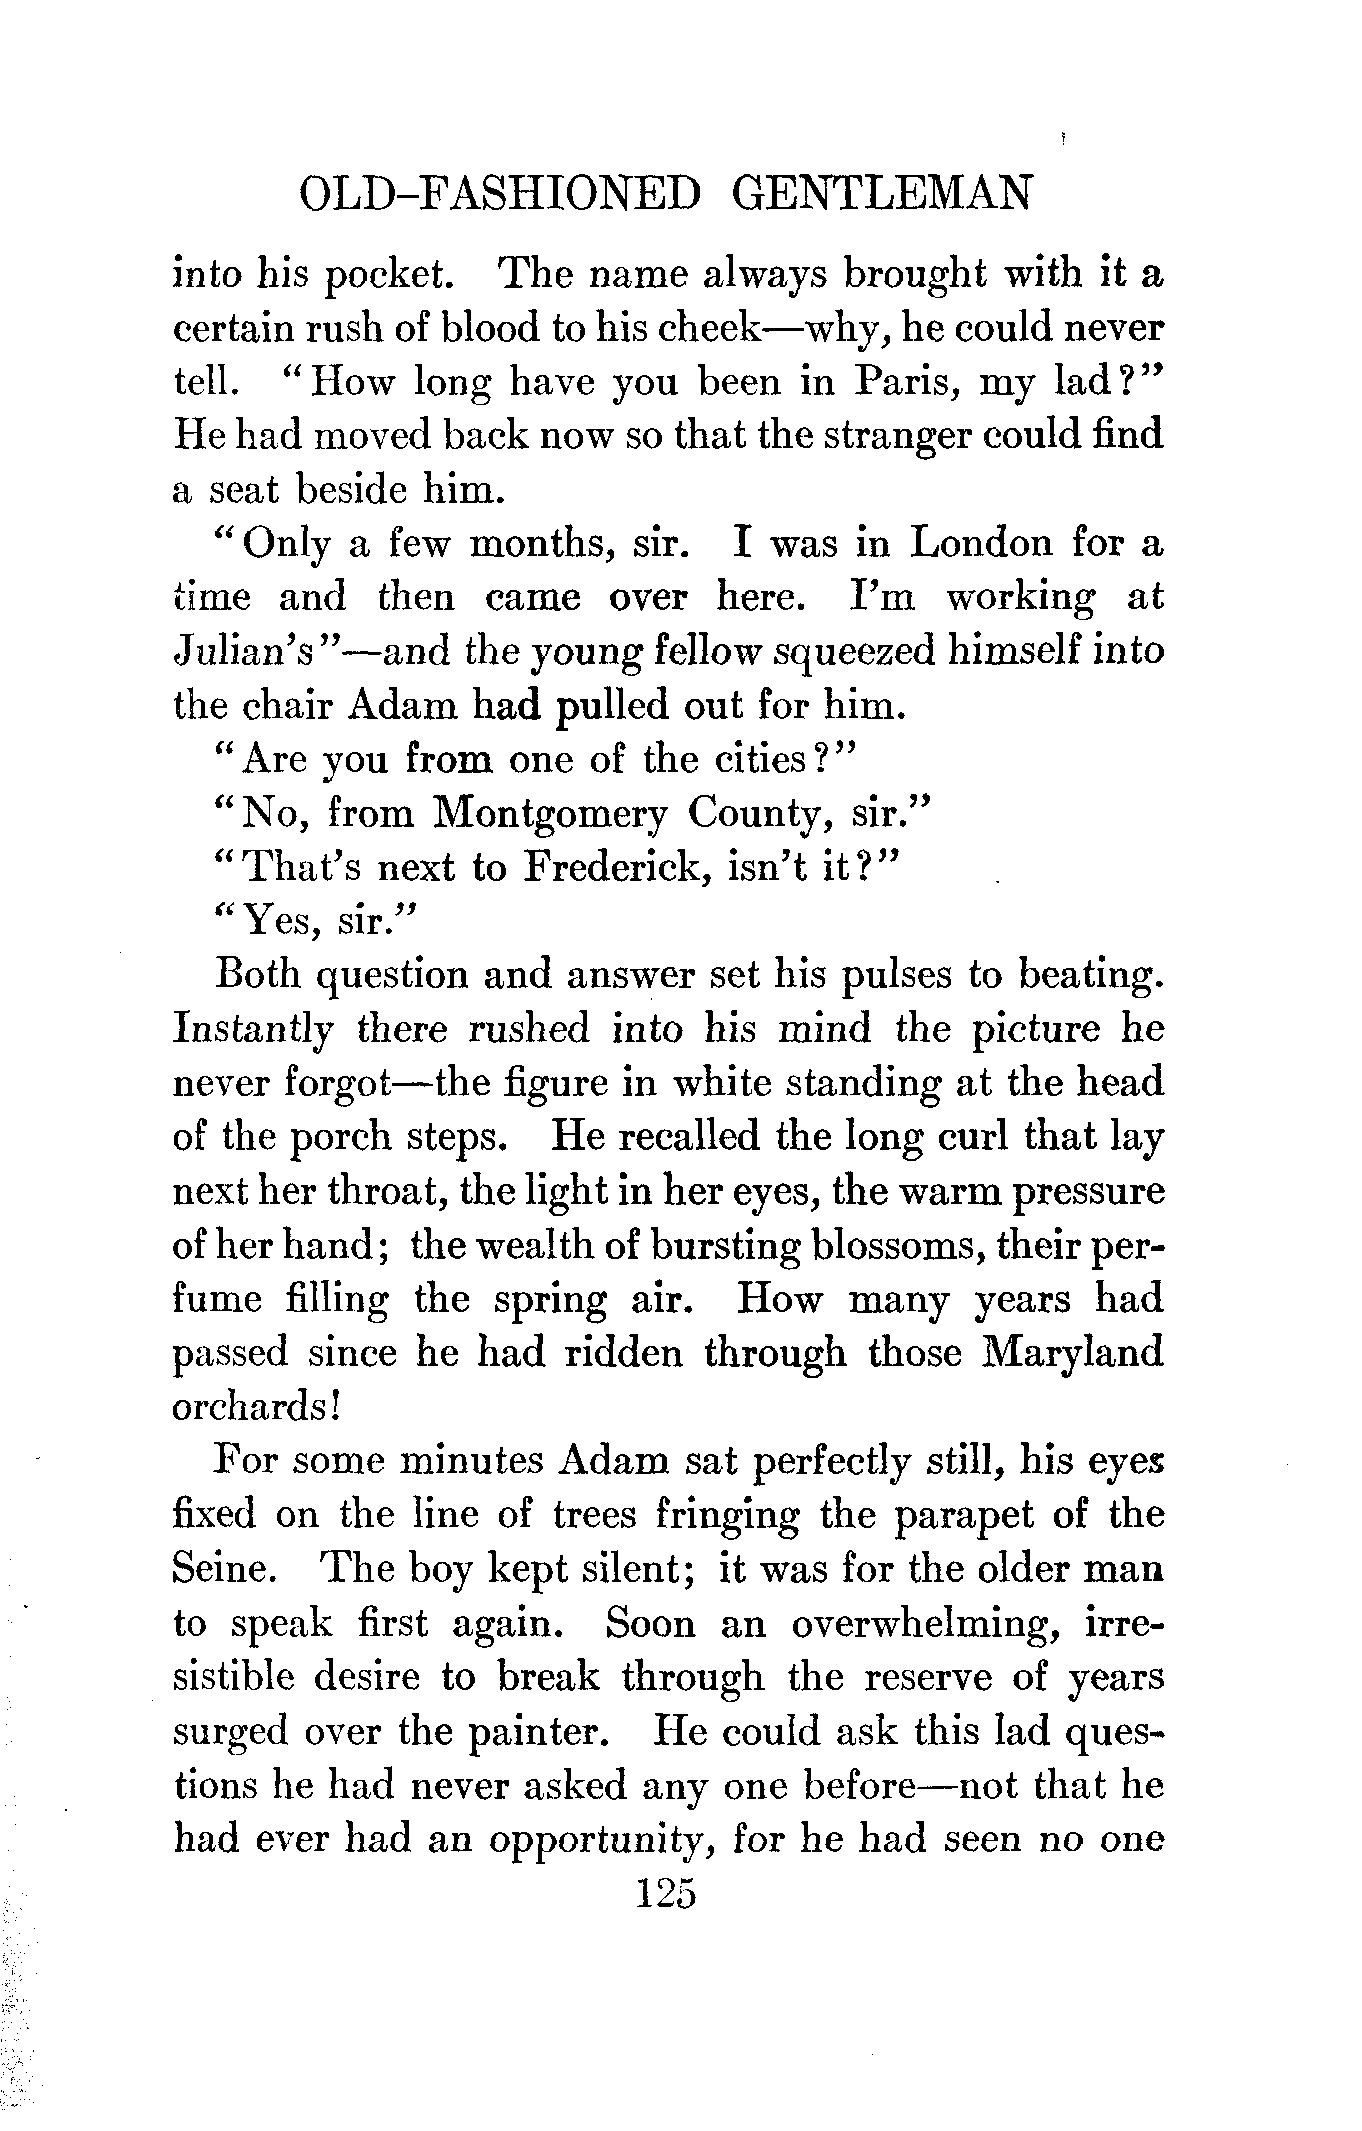 OLD-FASHIONED GENTLEMAN
into his pocket. The name always brought with it a
certain rush of blood to his cheek—why, he could never
tell. "How long have you been in Paris, my lad?"
He had moved back now so that the stranger could find
a seat beside him.
"Only a few months, sir. I was in London for a
time and then came over here. I'm working at
Julian's"—and the young fellow squeezed himself into
the chair Adam had pulled out for him.
"Are you from one of the cities?"
"No, from Montgomery County, sir."
"That's next to Frederick, isn't it?"
"Yes, sir."
Both question and answer set his pulses to beating.
Instantly there rushed into his mind the picture he
never forgot—the figure in white standing at the head
of the porch steps. He recalled the long curl that lay
next her throat, the light in her eyes, the warm pressure
of her hand; the wealth of bursting blossoms, their per-
fume filling the spring air. How many years had
passed since he had ridden through those Maryland
orchards!
For some minutes Adam sat perfectly still, his eyes
fixed on the line of trees fringing the parapet of the
Seine. The boy kept silent; it was for the older man
to speak first again. Soon an overwhelming, irre-
sistible desire to break through the reserve of years
surged over the painter. He could ask this lad ques-
tions he had never asked any one before—not that he
had ever had an opportunity, for he had seen no one
125